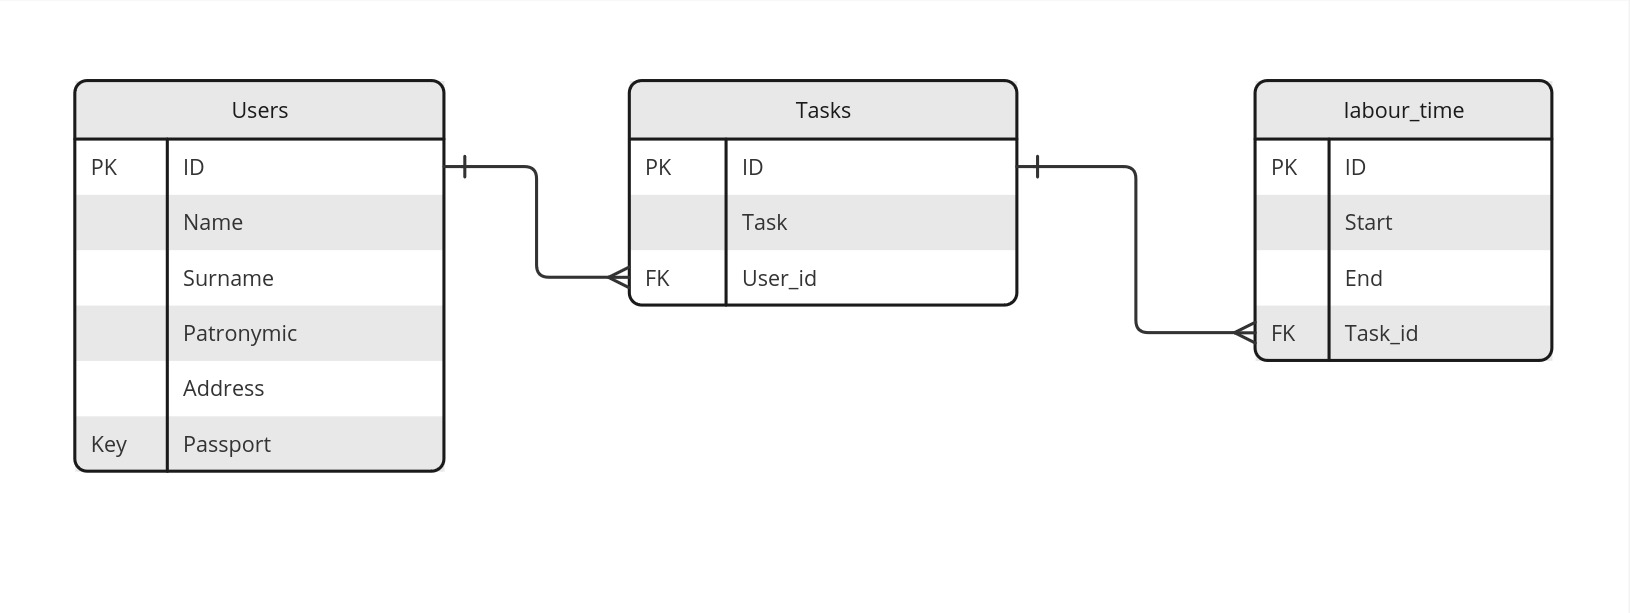 Users
PK ID
Name
Surname
Patronymic
Address
Key Passport
Tasks
PK ID
Task
FK User_id
labour_time
PK ID
Start
End
FK Task_id